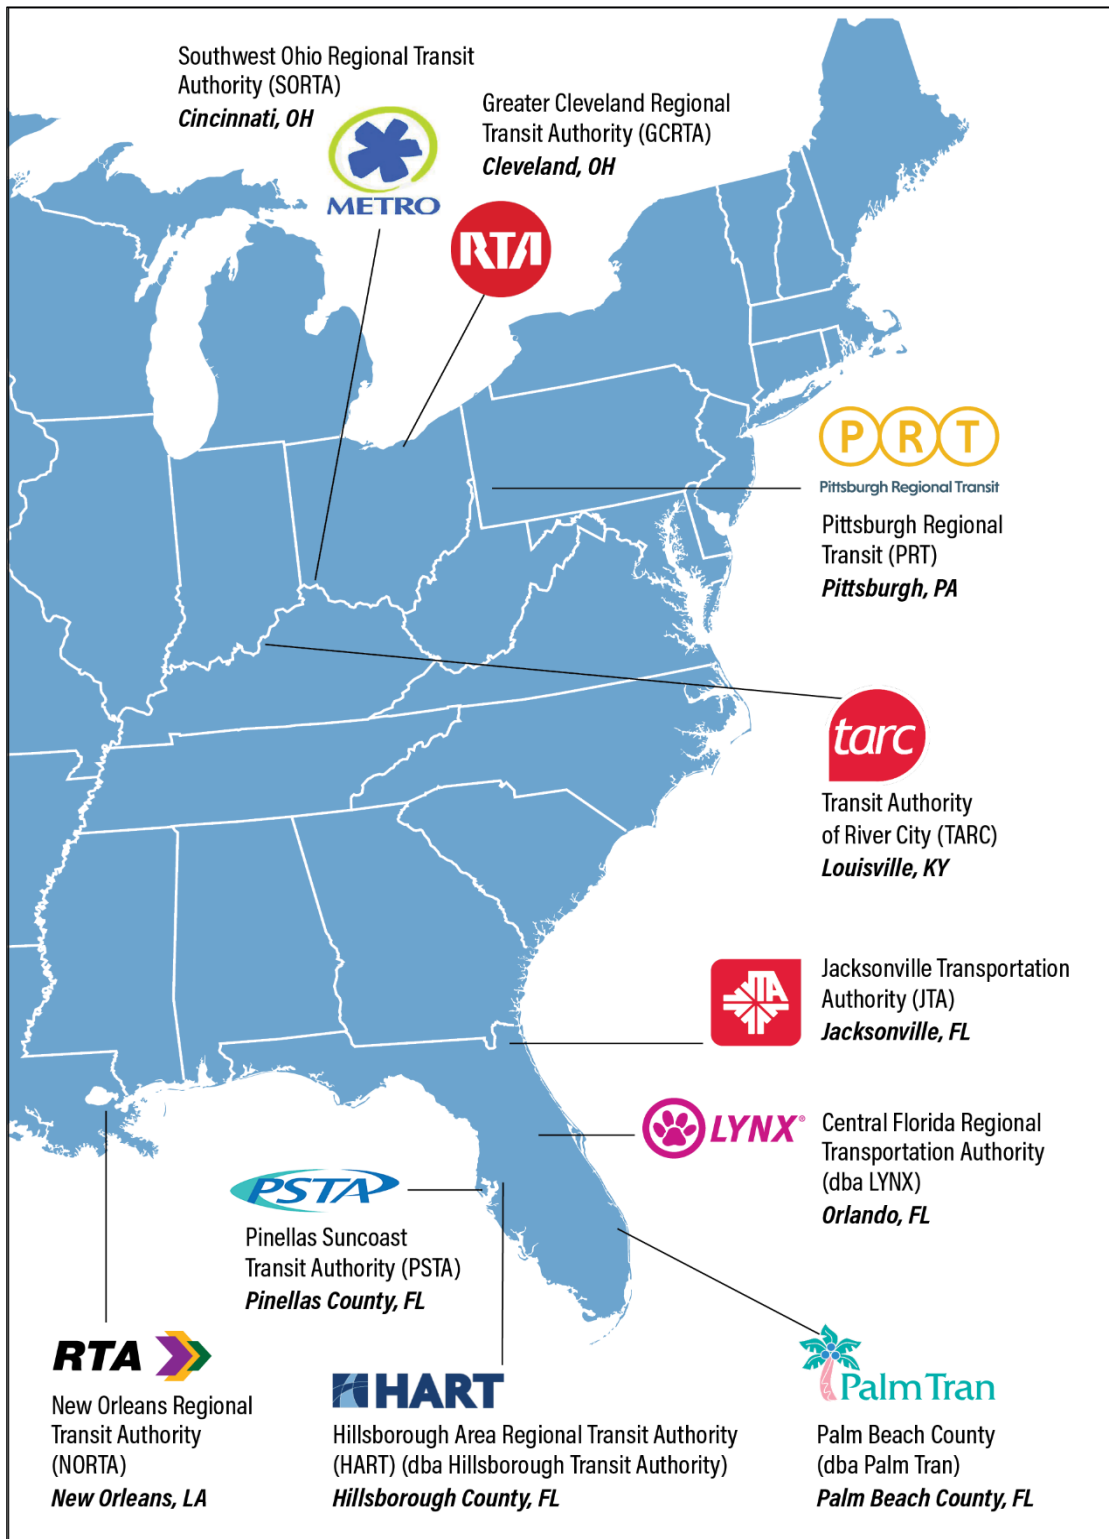 Southwest Ohio Regional Transit
Authority (SORTA)
Cincinnati, OH
METRO
Greater Cleveland Regional
Transit Authority (GCRTA)
Cleveland, OH
RTA
PRT
Pittsburgh Regional Transit
Pittsburgh Regional
Transit (PRT)
Pittsburgh, PA
tarc
Transit Authority
of River City (TARC)
Louisville, KY
JTA
Jacksonville Transportation
Authority (JTA)
Jacksonville, FL
LYNX®
Central Florida Regional
Transportation Authority
(dba LYNX)
Orlando, FL
PSTA
Pinellas Suncoast
Transit Authority (PSTA)
Pinellas County, FL
RTA
New Orleans Regional
Transit Authority
(NORTA)
New Orleans, LA
HART
Hillsborough Area Regional Transit Authority
(HART) (dba Hillsborough Transit Authority)
Hillsborough County, FL
Palm Tran
Palm Beach County
(dba Palm Tran)
Palm Beach County, FL